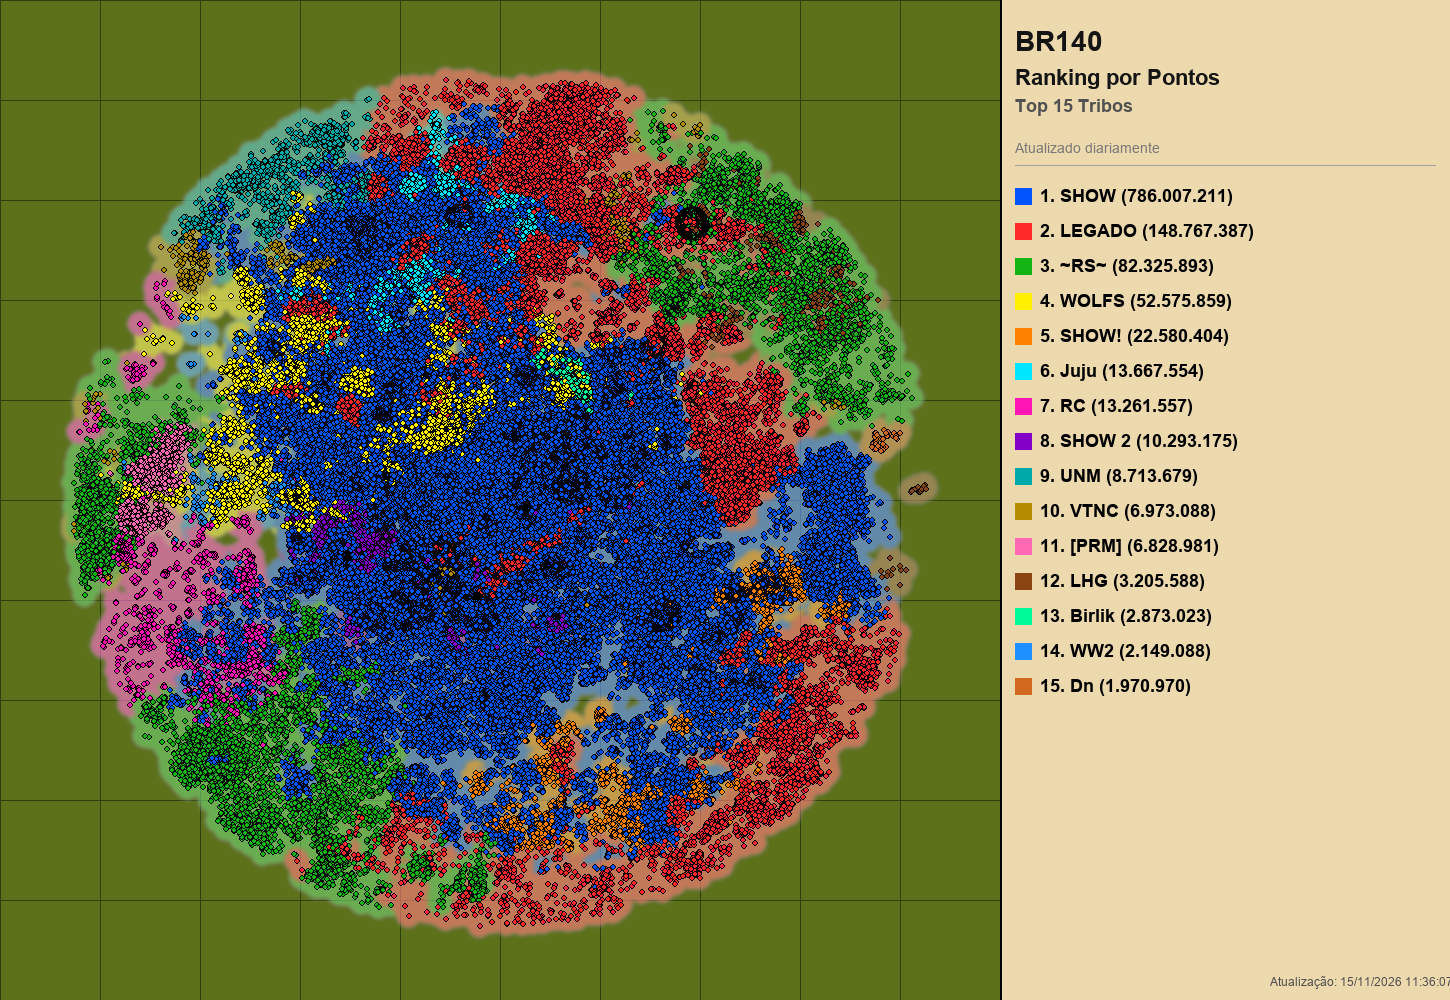 BR140
Ranking por Pontos
Top 15 Tribos
Atualizado diariamente
1. SHOW (786.007.211)
2. LEGADO (148.767.387)
3. ~RS~ (82.325.893)
4. WOLFS (52.575.859)
5. SHOW! (22.580.404)
6. Juju (13.667.554)
7. RC (13.261.557)
8. SHOW 2 (10.293.175)
9. UNM (8.713.679)
10. VTNC (6.973.088)
11. [PRM] (6.828.981)
12. LHG (3.205.588)
13. Birlik (2.873.023)
14. WW2 (2.149.088)
15. Dn (1.970.970)
Atualização: 15/11/2026 11:36:07